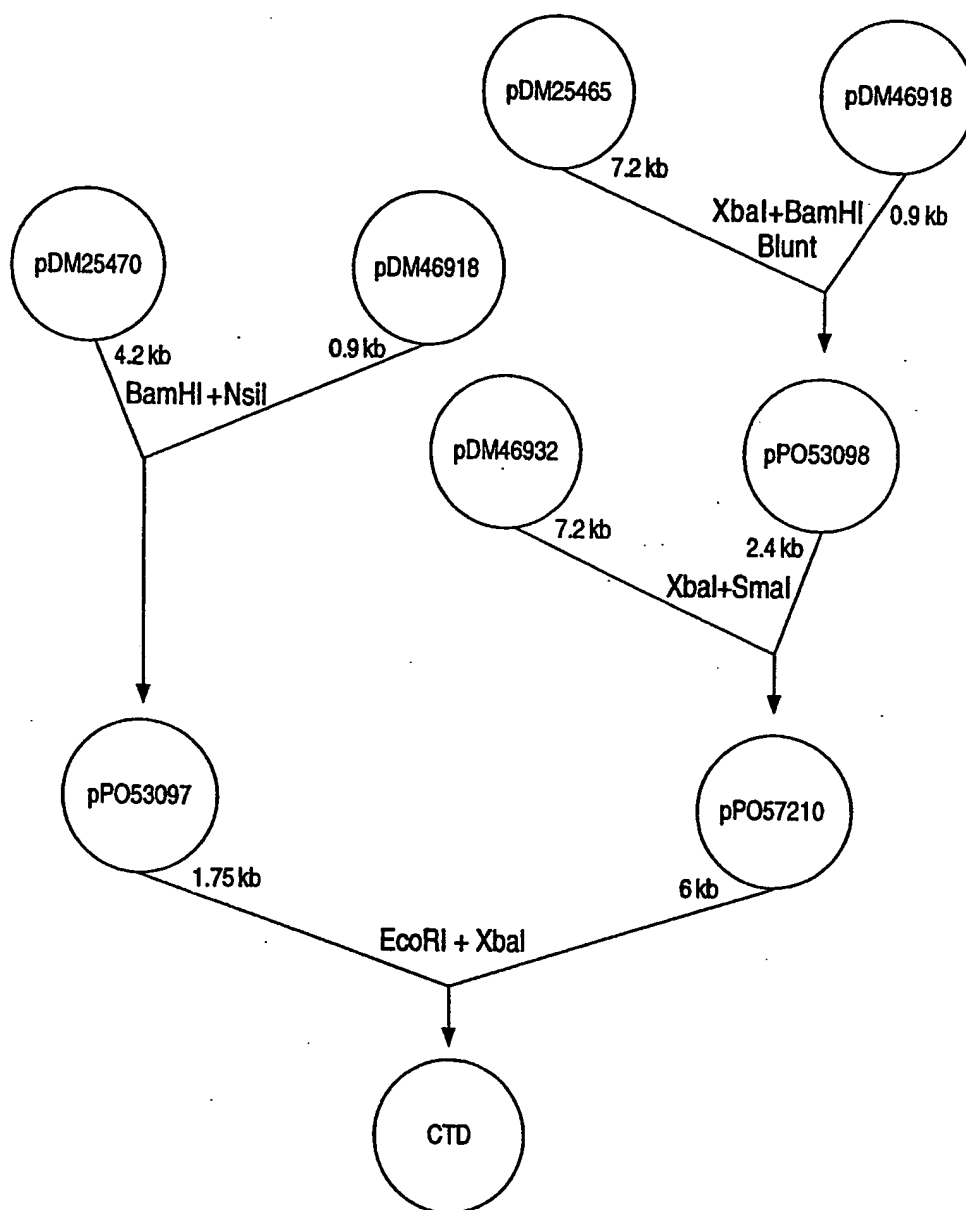 pDM25465
pDM46918
7.2 kb
XbaI+BamHI
Blunt
0.9 kb
pDM25470
pDM46918
4.2 kb
0.9 kb
BamHI +NsiI
pDM46932
pPO53098
7.2 kb
2.4 kb
XbaI+SmaI
pPO53097
pPO57210
1.75 kb
6 kb
EcoRI + XbaI
CTD